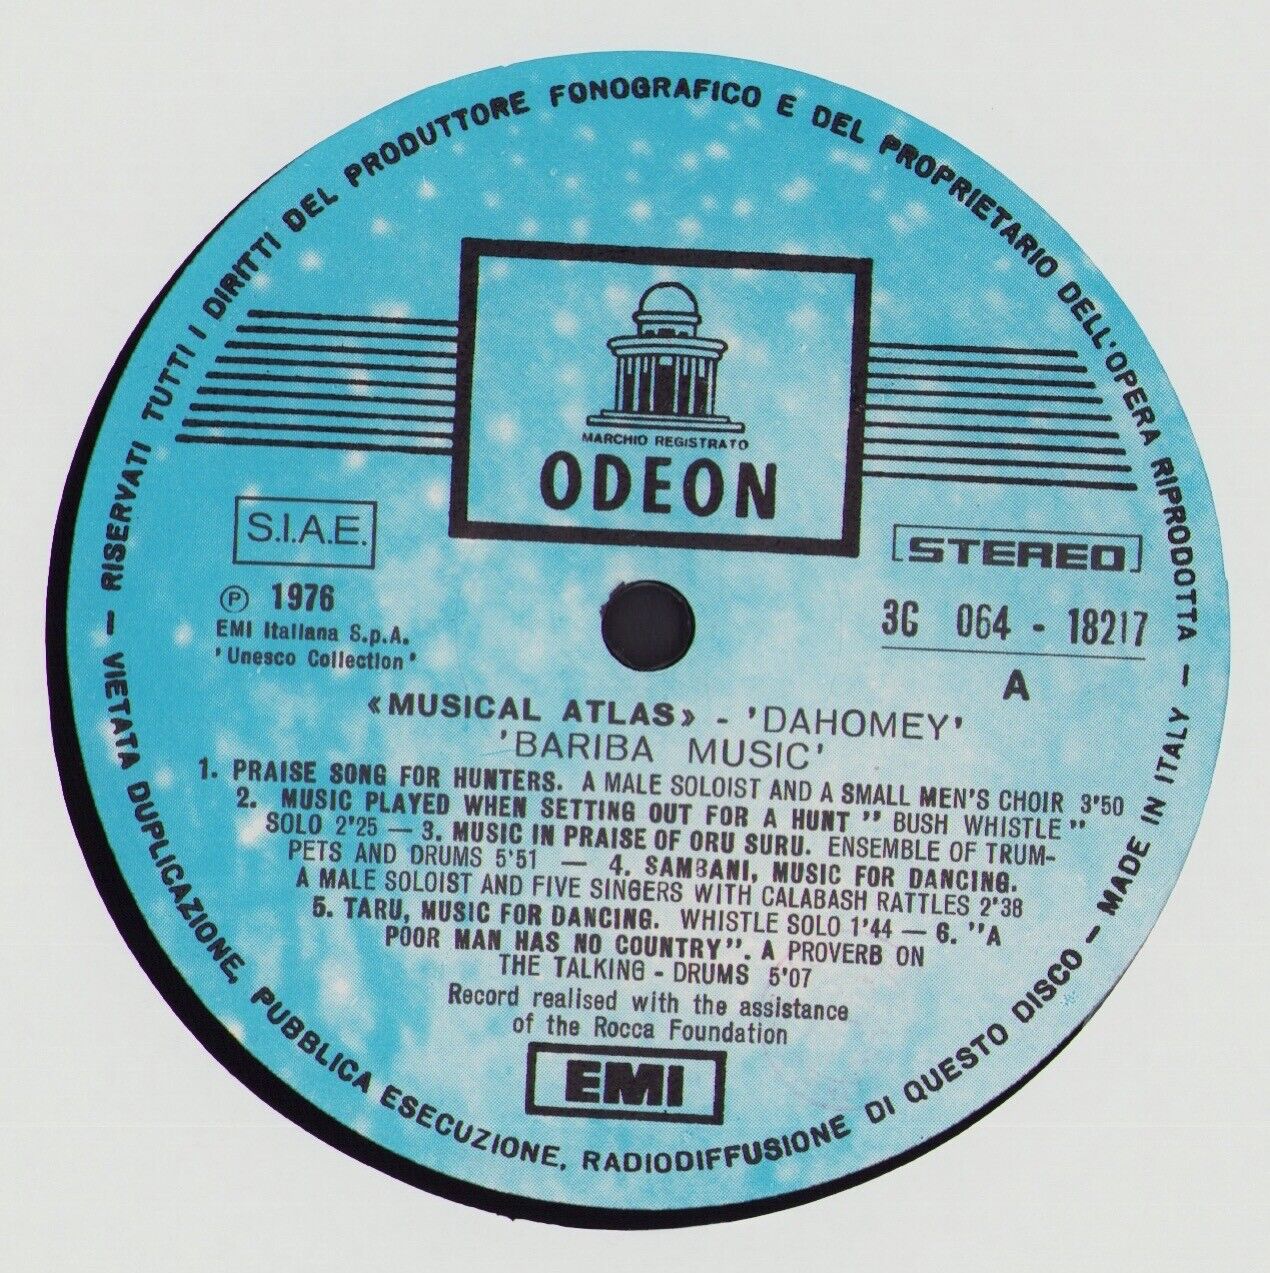 RISERVATI TUTTI I DIRITTI DEL PRODUTTORE FONOGRAFICO E DEL PROPRIETARIO DELL'OPERA RIPRODOTTA — MADE IN ITALY —
VIETATA DUPLICAZIONE, PUBBLICA ESECUZIONE, RADIODIFFUSIONE DI QUESTO DISCO —
MARCHIO REGISTRATO
ODEON
S.I.A.E.
STEREO
Ⓟ 1976
EMI Italiana S.p.A.
'Unesco Collection'
3C 064 - 18217
A
«MUSICAL ATLAS» - 'DAHOMEY'
'BARIBA MUSIC'
1. PRAISE SONG FOR HUNTERS. A MALE SOLOIST AND A SMALL MEN'S CHOIR 3'50
2. MUSIC PLAYED WHEN SETTING OUT FOR A HUNT " BUSH WHISTLE "
SOLO 2'25 — 3. MUSIC IN PRAISE OF ORU SURU. ENSEMBLE OF TRUM-
PETS AND DRUMS 5'51 — 4. SAMBANI, MUSIC FOR DANCING.
A MALE SOLOIST AND FIVE SINGERS WITH CALABASH RATTLES 2'38
5. TARU, MUSIC FOR DANCING. WHISTLE SOLO 1'44 — 6. "A
POOR MAN HAS NO COUNTRY". A PROVERB ON
THE TALKING - DRUMS 5'07
Record realised with the assistance
of the Rocca Foundation
EMI